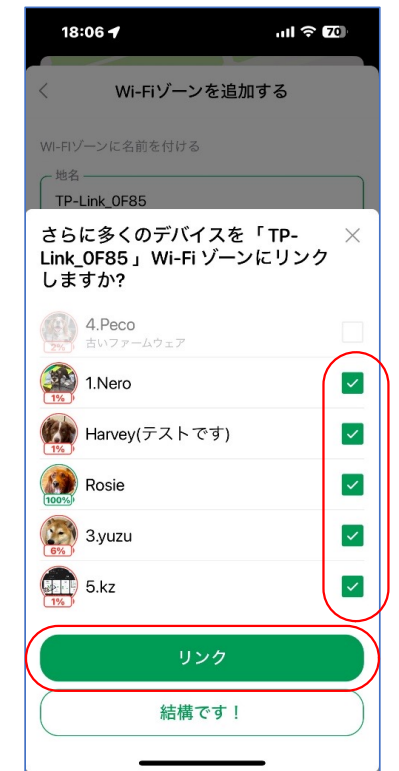 18:06
70
Wi-Fiゾーンを追加する
WI-FIゾーンに名前を付ける
地名
TP-Link_0F85
さらに多くのデバイスを「 TP-
Link_0F85 」 Wi-Fi ゾーンにリンク
しますか?
4.Peco
2%
古いファームウェア
1.Nero
1%
Harvey(テストです)
1%
Rosie
100%
3.yuzu
6%
5.kz
1%
リンク
結構です！